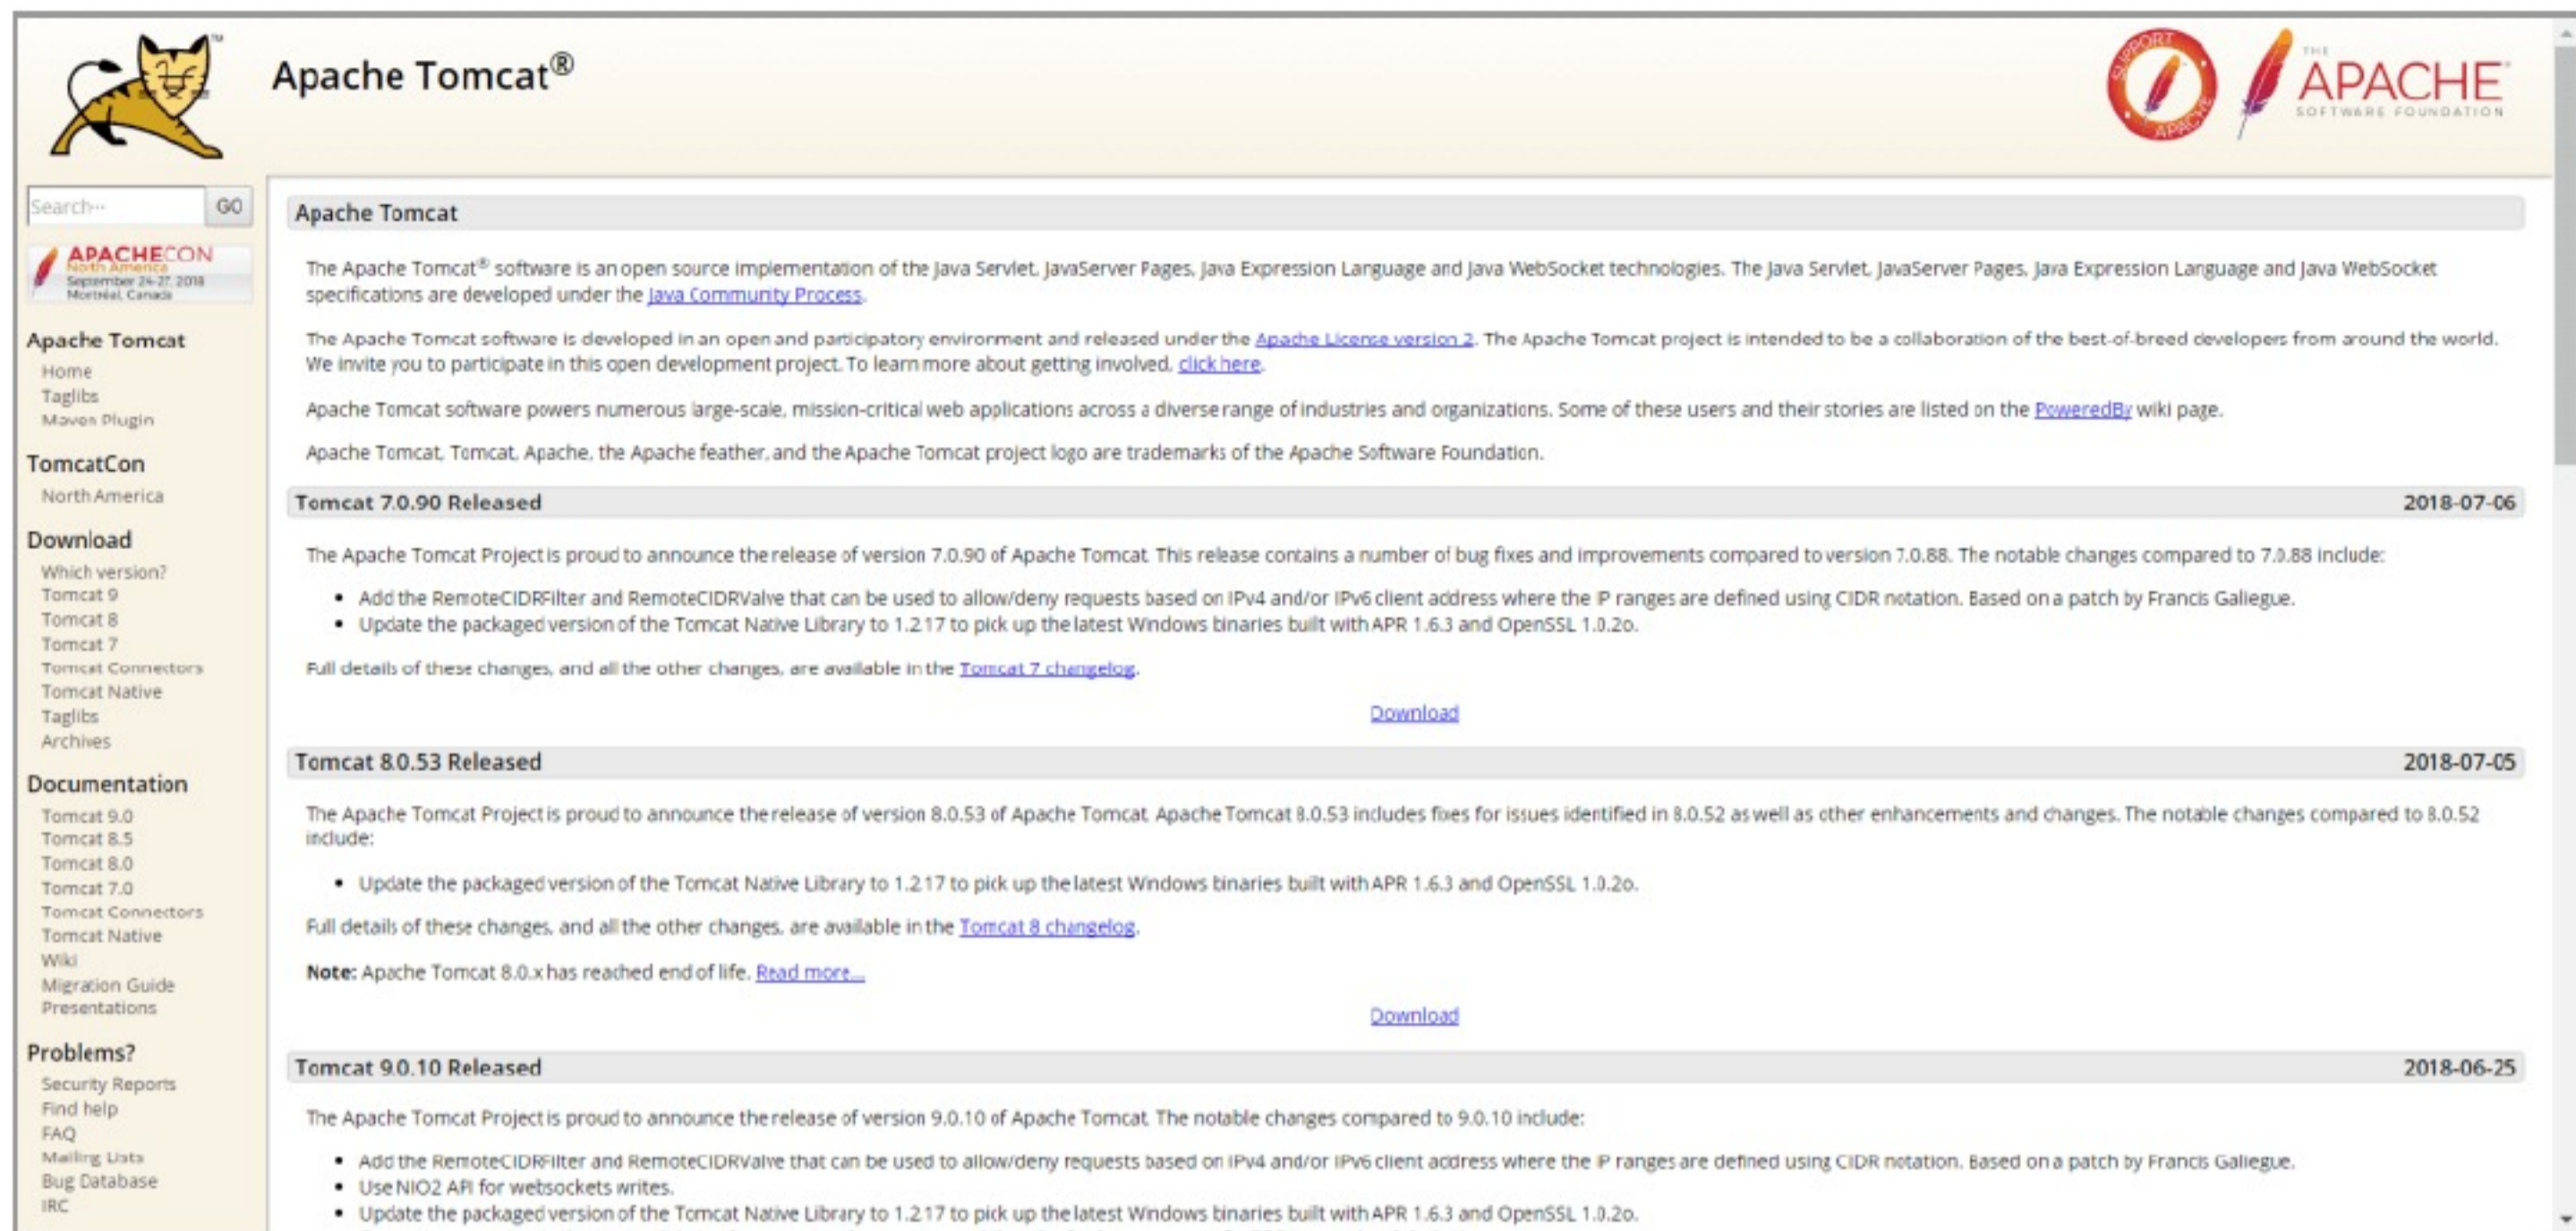 Apache Tomcat®
SUPPORT
APACHE
THE
APACHE®
SOFTWARE FOUNDATION
Search...
GO
APACHECON
North America
September 24-27, 2018
Montréal, Canada
Apache Tomcat
Home
Taglibs
Maven Plugin
TomcatCon
North America
Download
Which version?
Tomcat 9
Tomcat 8
Tomcat 7
Tomcat Connectors
Tomcat Native
Taglibs
Archives
Documentation
Tomcat 9.0
Tomcat 8.5
Tomcat 8.0
Tomcat 7.0
Tomcat Connectors
Tomcat Native
Wiki
Migration Guide
Presentations
Problems?
Security Reports
Find help
FAQ
Mailing Lists
Bug Database
IRC
Apache Tomcat
The Apache Tomcat® software is an open source implementation of the Java Servlet, JavaServer Pages, Java Expression Language and Java WebSocket technologies. The Java Servlet, JavaServer Pages, Java Expression Language and Java WebSocket
specifications are developed under the Java Community Process.
The Apache Tomcat software is developed in an open and participatory environment and released under the Apache License version 2. The Apache Tomcat project is intended to be a collaboration of the best-of-breed developers from around the world.
We invite you to participate in this open development project. To learn more about getting involved, click here.
Apache Tomcat software powers numerous large-scale, mission-critical web applications across a diverse range of industries and organizations. Some of these users and their stories are listed on the PoweredBy wiki page.
Apache Tomcat, Tomcat, Apache, the Apache feather, and the Apache Tomcat project logo are trademarks of the Apache Software Foundation.
Tomcat 7.0.90 Released 2018-07-06
The Apache Tomcat Project is proud to announce the release of version 7.0.90 of Apache Tomcat. This release contains a number of bug fixes and improvements compared to version 7.0.88. The notable changes compared to 7.0.88 include:
• Add the RemoteCIDRFilter and RemoteCIDRValve that can be used to allow/deny requests based on IPv4 and/or IPv6 client address where the IP ranges are defined using CIDR notation. Based on a patch by Francis Galiegue.
• Update the packaged version of the Tomcat Native Library to 1.2.17 to pick up the latest Windows binaries built with APR 1.6.3 and OpenSSL 1.0.2o.
Full details of these changes, and all the other changes, are available in the Tomcat 7 changelog.
Download
Tomcat 8.0.53 Released 2018-07-05
The Apache Tomcat Project is proud to announce the release of version 8.0.53 of Apache Tomcat. Apache Tomcat 8.0.53 includes fixes for issues identified in 8.0.52 as well as other enhancements and changes. The notable changes compared to 8.0.52
include:
• Update the packaged version of the Tomcat Native Library to 1.2.17 to pick up the latest Windows binaries built with APR 1.6.3 and OpenSSL 1.0.2o.
Full details of these changes, and all the other changes, are available in the Tomcat 8 changelog.
Note: Apache Tomcat 8.0.x has reached end of life. Read more...
Download
Tomcat 9.0.10 Released 2018-06-25
The Apache Tomcat Project is proud to announce the release of version 9.0.10 of Apache Tomcat. The notable changes compared to 9.0.10 include:
• Add the RemoteCIDRFilter and RemoteCIDRValve that can be used to allow/deny requests based on IPv4 and/or IPv6 client address where the IP ranges are defined using CIDR notation. Based on a patch by Francis Galiegue.
• Use NIO2 API for websockets writes.
• Update the packaged version of the Tomcat Native Library to 1.2.17 to pick up the latest Windows binaries built with APR 1.6.3 and OpenSSL 1.0.2o.